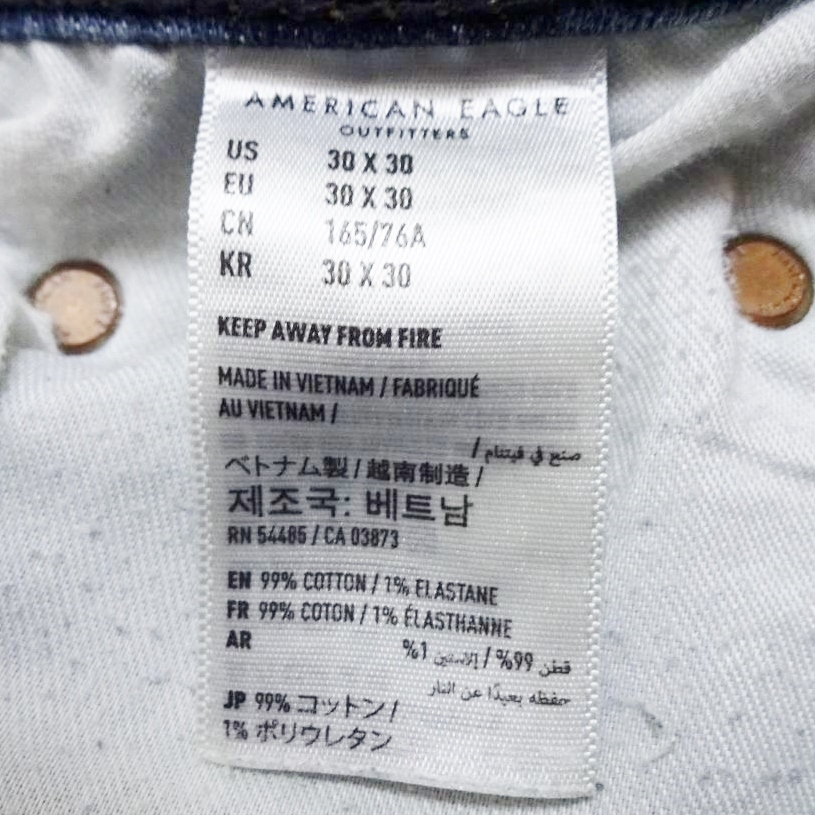 AMERICAN EAGLE
OUTFITTERS
US 30 X 30
EU 30 X 30
CN 165/76A
KR 30 X 30
KEEP AWAY FROM FIRE
MADE IN VIETNAM / FABRIQUÉ
AU VIETNAM /
صنع في فيتنام /
ベトナム製 / 越南制造 /
제조국: 베트남
RN 54485 / CA 03873
EN 99% COTTON / 1% ELASTANE
FR 99% COTON / 1% ÉLASTHANNE
AR قطن 99% / إلاستين 1%
حفظه بعيدًا عن النار
JP 99% コットン /
1% ポリウレタン